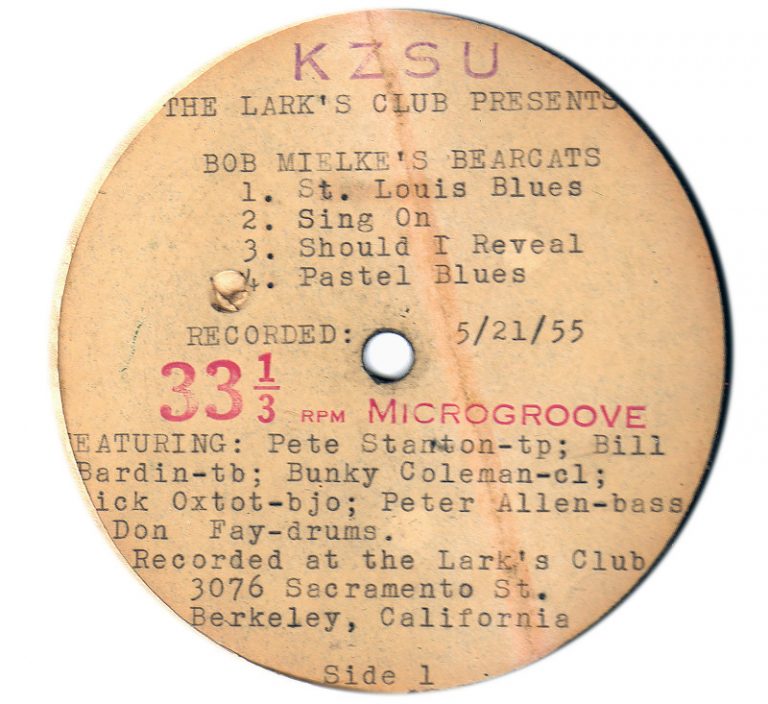 KZSU
THE LARK'S CLUB PRESENTS
BOB MIELKE'S BEARCATS
1. St. Louis Blues
2. Sing On
3. Should I Reveal
4. Pastel Blues
RECORDED: 5/21/55
33 1/3 RPM MICROGROOVE
EATURING: Pete Stanton-tp; Bill
Bardin-tb; Bunky Coleman-cl;
ick Oxtot-bjo; Peter Allen-bass
Don Fay-drums.
Recorded at the Lark's Club
3076 Sacramento St.
Berkeley, California
Side 1